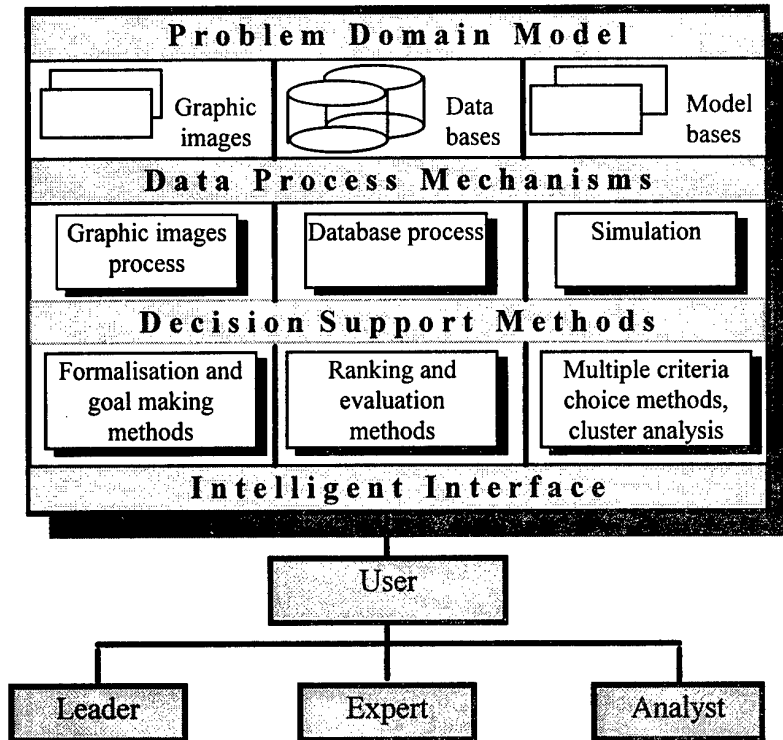 Problem Domain Model
Graphic
images
Data
bases
Model
bases
Data Process Mechanisms
Graphic images
process
Database process
Simulation
Decision Support Methods
Formalisation and
goal making
methods
Ranking and
evaluation
methods
Multiple criteria
choice methods,
cluster analysis
Intelligent Interface
User
Leader
Expert
Analyst